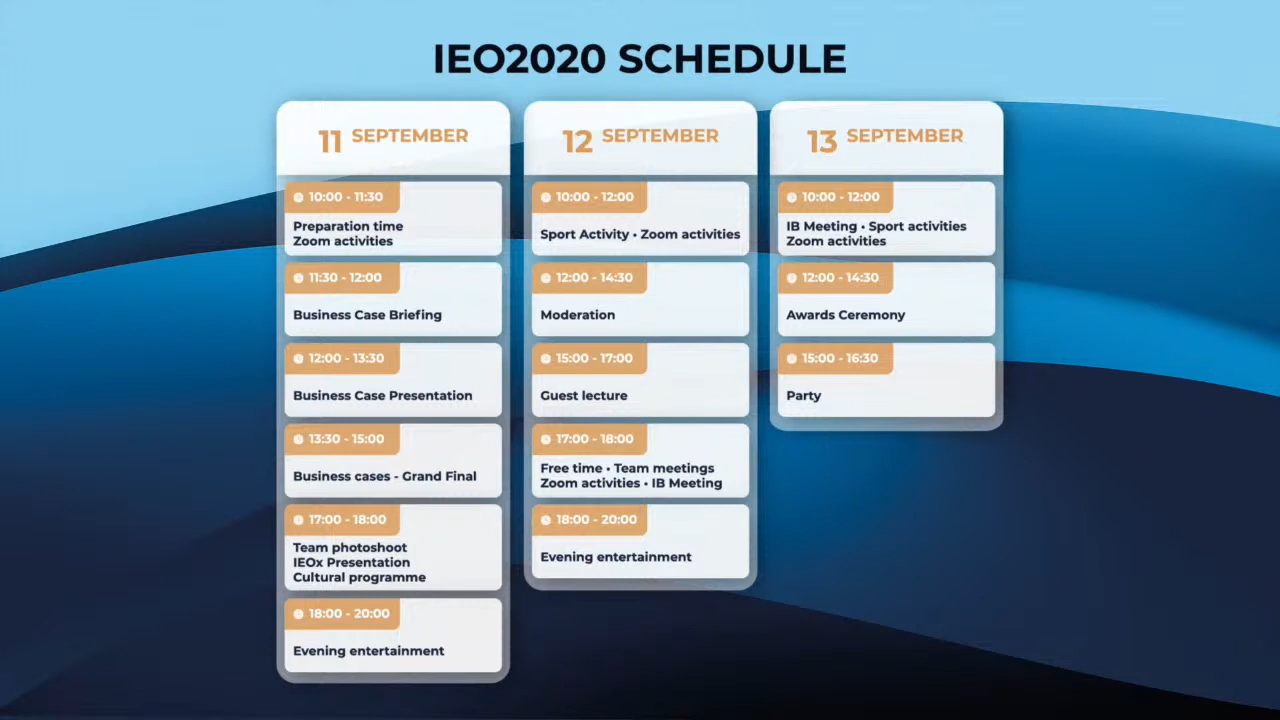 IEO2020 SCHEDULE
11 SEPTEMBER
10:00 - 11:30
Preparation time
Zoom activities
11:30 - 12:00
Business Case Briefing
12:00 - 13:30
Business Case Presentation
13:30 - 15:00
Business cases - Grand Final
17:00 - 18:00
Team photoshoot
IEOx Presentation
Cultural programme
18:00 - 20:00
Evening entertainment
12 SEPTEMBER
10:00 - 12:00
Sport Activity • Zoom activities
12:00 - 14:30
Moderation
15:00 - 17:00
Guest lecture
17:00 - 18:00
Free time • Team meetings
Zoom activities • IB Meeting
18:00 - 20:00
Evening entertainment
13 SEPTEMBER
10:00 - 12:00
IB Meeting • Sport activities
Zoom activities
12:00 - 14:30
Awards Ceremony
15:00 - 16:30
Party